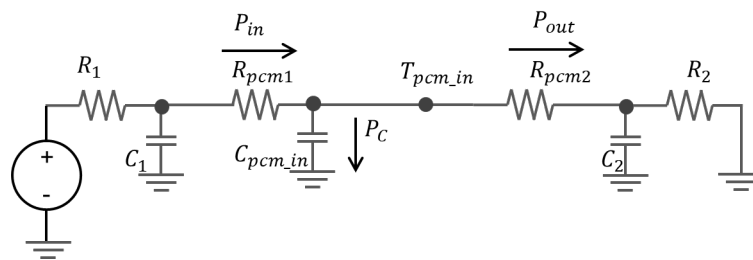 P_in
P_out
R_1
R_pcm1
T_pcm_in
R_pcm2
R_2
+
-
C_1
C_pcm_in
P_C
C_2